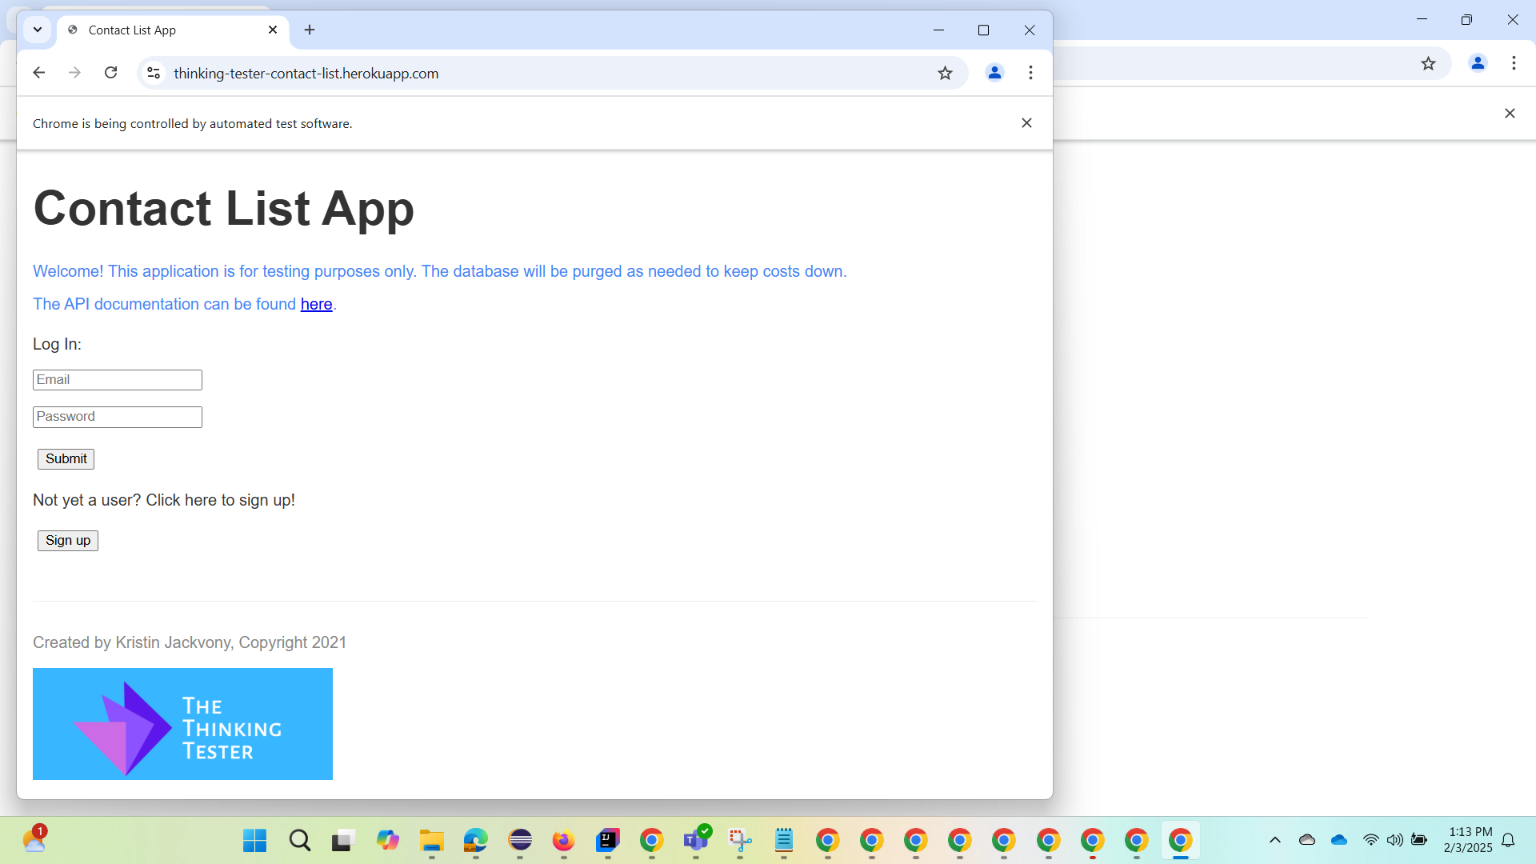 Contact List App
thinking-tester-contact-list.herokuapp.com
Chrome is being controlled by automated test software.
Contact List App
Welcome! This application is for testing purposes only. The database will be purged as needed to keep costs down.
The API documentation can be found here.
Log In:
Email
Password
Submit
Not yet a user? Click here to sign up!
Sign up
Created by Kristin Jackvony, Copyright 2021
THE
THINKING
TESTER
1
IJ
T
1:13 PM
2/3/2025